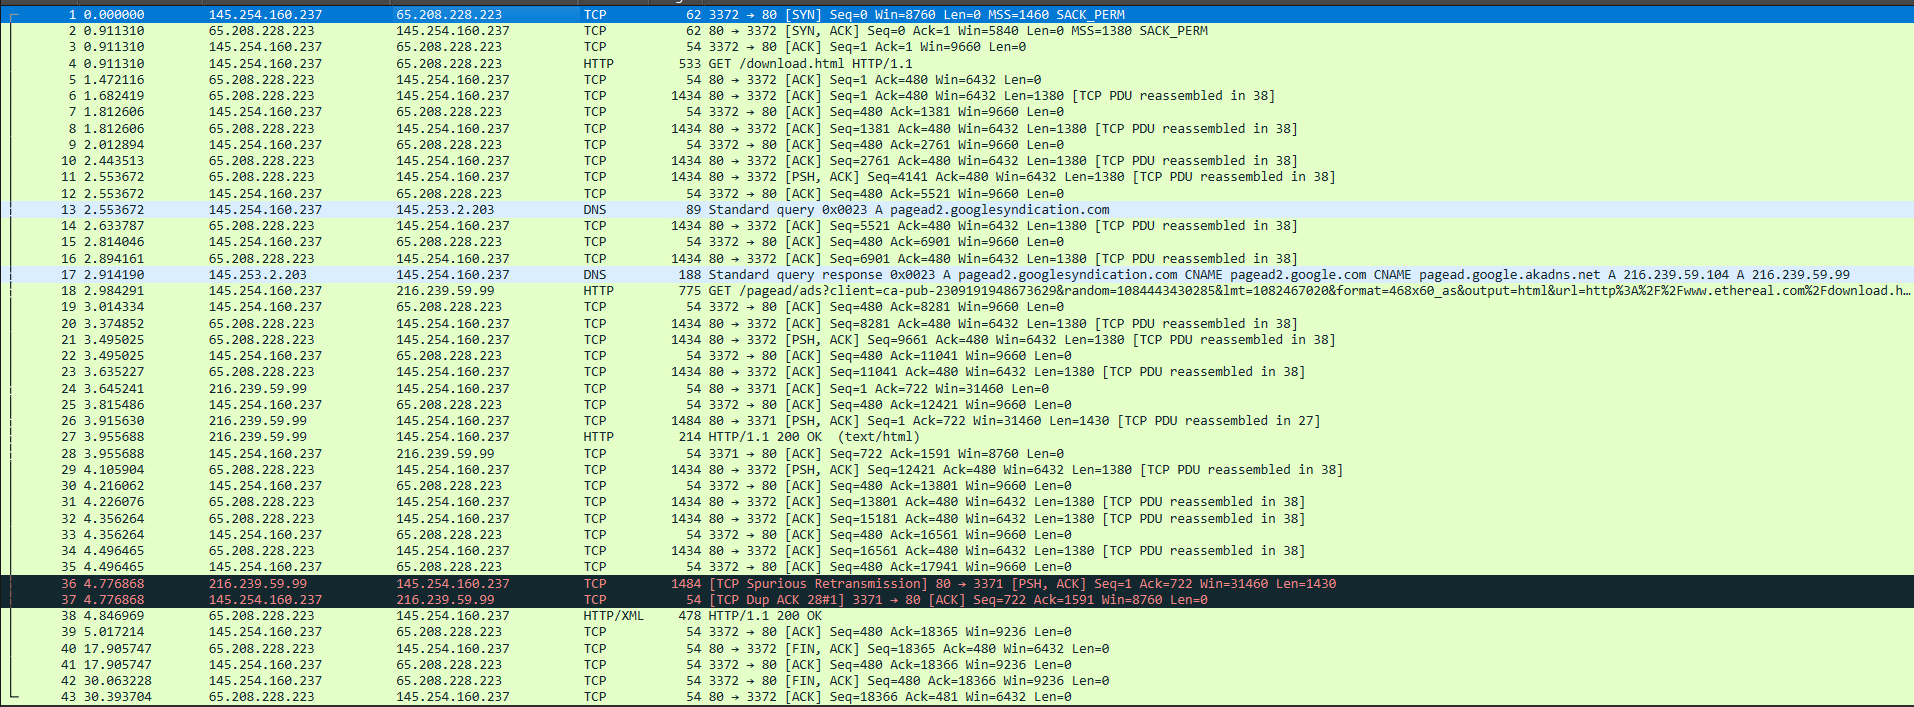 1 0.000000 145.254.160.237 65.208.228.223 TCP 62 3372 → 80 [SYN] Seq=0 Win=8760 Len=0 MSS=1460 SACK_PERM
2 0.911310 65.208.228.223 145.254.160.237 TCP 62 80 → 3372 [SYN, ACK] Seq=0 Ack=1 Win=5840 Len=0 MSS=1380 SACK_PERM
3 0.911310 145.254.160.237 65.208.228.223 TCP 54 3372 → 80 [ACK] Seq=1 Ack=1 Win=9660 Len=0
4 0.911310 145.254.160.237 65.208.228.223 HTTP 533 GET /download.html HTTP/1.1
5 1.472116 65.208.228.223 145.254.160.237 TCP 54 80 → 3372 [ACK] Seq=1 Ack=480 Win=6432 Len=0
6 1.682419 65.208.228.223 145.254.160.237 TCP 1434 80 → 3372 [ACK] Seq=1 Ack=480 Win=6432 Len=1380 [TCP PDU reassembled in 38]
7 1.812606 145.254.160.237 65.208.228.223 TCP 54 3372 → 80 [ACK] Seq=480 Ack=1381 Win=9660 Len=0
8 1.812606 65.208.228.223 145.254.160.237 TCP 1434 80 → 3372 [ACK] Seq=1381 Ack=480 Win=6432 Len=1380 [TCP PDU reassembled in 38]
9 2.012894 145.254.160.237 65.208.228.223 TCP 54 3372 → 80 [ACK] Seq=480 Ack=2761 Win=9660 Len=0
10 2.443513 65.208.228.223 145.254.160.237 TCP 1434 80 → 3372 [ACK] Seq=2761 Ack=480 Win=6432 Len=1380 [TCP PDU reassembled in 38]
11 2.553672 65.208.228.223 145.254.160.237 TCP 1434 80 → 3372 [PSH, ACK] Seq=4141 Ack=480 Win=6432 Len=1380 [TCP PDU reassembled in 38]
12 2.553672 145.254.160.237 65.208.228.223 TCP 54 3372 → 80 [ACK] Seq=480 Ack=5521 Win=9660 Len=0
13 2.553672 145.254.160.237 145.253.2.203 DNS 89 Standard query 0x0023 A pagead2.googlesyndication.com
14 2.633787 65.208.228.223 145.254.160.237 TCP 1434 80 → 3372 [ACK] Seq=5521 Ack=480 Win=6432 Len=1380 [TCP PDU reassembled in 38]
15 2.814046 145.254.160.237 65.208.228.223 TCP 54 3372 → 80 [ACK] Seq=480 Ack=6901 Win=9660 Len=0
16 2.894161 65.208.228.223 145.254.160.237 TCP 1434 80 → 3372 [ACK] Seq=6901 Ack=480 Win=6432 Len=1380 [TCP PDU reassembled in 38]
17 2.914190 145.253.2.203 145.254.160.237 DNS 188 Standard query response 0x0023 A pagead2.googlesyndication.com CNAME pagead2.google.com CNAME pagead.google.akadns.net A 216.239.59.104 A 216.239.59.99
18 2.984291 145.254.160.237 216.239.59.99 HTTP 775 GET /pagead/ads?client=ca-pub-2309191948673629&random=1084443430285&lmt=1082467020&format=468x60_as&output=html&url=http%3A%2F%2Fwww.ethereal.com%2Fdownload.h…
19 3.014334 145.254.160.237 65.208.228.223 TCP 54 3372 → 80 [ACK] Seq=480 Ack=8281 Win=9660 Len=0
20 3.374852 65.208.228.223 145.254.160.237 TCP 1434 80 → 3372 [ACK] Seq=8281 Ack=480 Win=6432 Len=1380 [TCP PDU reassembled in 38]
21 3.495025 65.208.228.223 145.254.160.237 TCP 1434 80 → 3372 [PSH, ACK] Seq=9661 Ack=480 Win=6432 Len=1380 [TCP PDU reassembled in 38]
22 3.495025 145.254.160.237 65.208.228.223 TCP 54 3372 → 80 [ACK] Seq=480 Ack=11041 Win=9660 Len=0
23 3.635227 65.208.228.223 145.254.160.237 TCP 1434 80 → 3372 [ACK] Seq=11041 Ack=480 Win=6432 Len=1380 [TCP PDU reassembled in 38]
24 3.645241 216.239.59.99 145.254.160.237 TCP 54 80 → 3371 [ACK] Seq=1 Ack=722 Win=31460 Len=0
25 3.815486 145.254.160.237 65.208.228.223 TCP 54 3372 → 80 [ACK] Seq=480 Ack=12421 Win=9660 Len=0
26 3.915630 216.239.59.99 145.254.160.237 TCP 1484 80 → 3371 [PSH, ACK] Seq=1 Ack=722 Win=31460 Len=1430 [TCP PDU reassembled in 27]
27 3.955688 216.239.59.99 145.254.160.237 HTTP 214 HTTP/1.1 200 OK  (text/html)
28 3.955688 145.254.160.237 216.239.59.99 TCP 54 3371 → 80 [ACK] Seq=722 Ack=1591 Win=8760 Len=0
29 4.105904 65.208.228.223 145.254.160.237 TCP 1434 80 → 3372 [PSH, ACK] Seq=12421 Ack=480 Win=6432 Len=1380 [TCP PDU reassembled in 38]
30 4.216062 145.254.160.237 65.208.228.223 TCP 54 3372 → 80 [ACK] Seq=480 Ack=13801 Win=9660 Len=0
31 4.226076 65.208.228.223 145.254.160.237 TCP 1434 80 → 3372 [ACK] Seq=13801 Ack=480 Win=6432 Len=1380 [TCP PDU reassembled in 38]
32 4.356264 65.208.228.223 145.254.160.237 TCP 1434 80 → 3372 [ACK] Seq=15181 Ack=480 Win=6432 Len=1380 [TCP PDU reassembled in 38]
33 4.356264 145.254.160.237 65.208.228.223 TCP 54 3372 → 80 [ACK] Seq=480 Ack=16561 Win=9660 Len=0
34 4.496465 65.208.228.223 145.254.160.237 TCP 1434 80 → 3372 [ACK] Seq=16561 Ack=480 Win=6432 Len=1380 [TCP PDU reassembled in 38]
35 4.496465 145.254.160.237 65.208.228.223 TCP 54 3372 → 80 [ACK] Seq=480 Ack=17941 Win=9660 Len=0
36 4.776868 216.239.59.99 145.254.160.237 TCP 1484 [TCP Spurious Retransmission] 80 → 3371 [PSH, ACK] Seq=1 Ack=722 Win=31460 Len=1430
37 4.776868 145.254.160.237 216.239.59.99 TCP 54 [TCP Dup ACK 28#1] 3371 → 80 [ACK] Seq=722 Ack=1591 Win=8760 Len=0
38 4.846969 65.208.228.223 145.254.160.237 HTTP/XML 478 HTTP/1.1 200 OK
39 5.017214 145.254.160.237 65.208.228.223 TCP 54 3372 → 80 [ACK] Seq=480 Ack=18365 Win=9236 Len=0
40 17.905747 65.208.228.223 145.254.160.237 TCP 54 80 → 3372 [FIN, ACK] Seq=18365 Ack=480 Win=6432 Len=0
41 17.905747 145.254.160.237 65.208.228.223 TCP 54 3372 → 80 [ACK] Seq=480 Ack=18366 Win=9236 Len=0
42 30.063228 145.254.160.237 65.208.228.223 TCP 54 3372 → 80 [FIN, ACK] Seq=480 Ack=18366 Win=9236 Len=0
43 30.393704 65.208.228.223 145.254.160.237 TCP 54 80 → 3372 [ACK] Seq=18366 Ack=481 Win=6432 Len=0